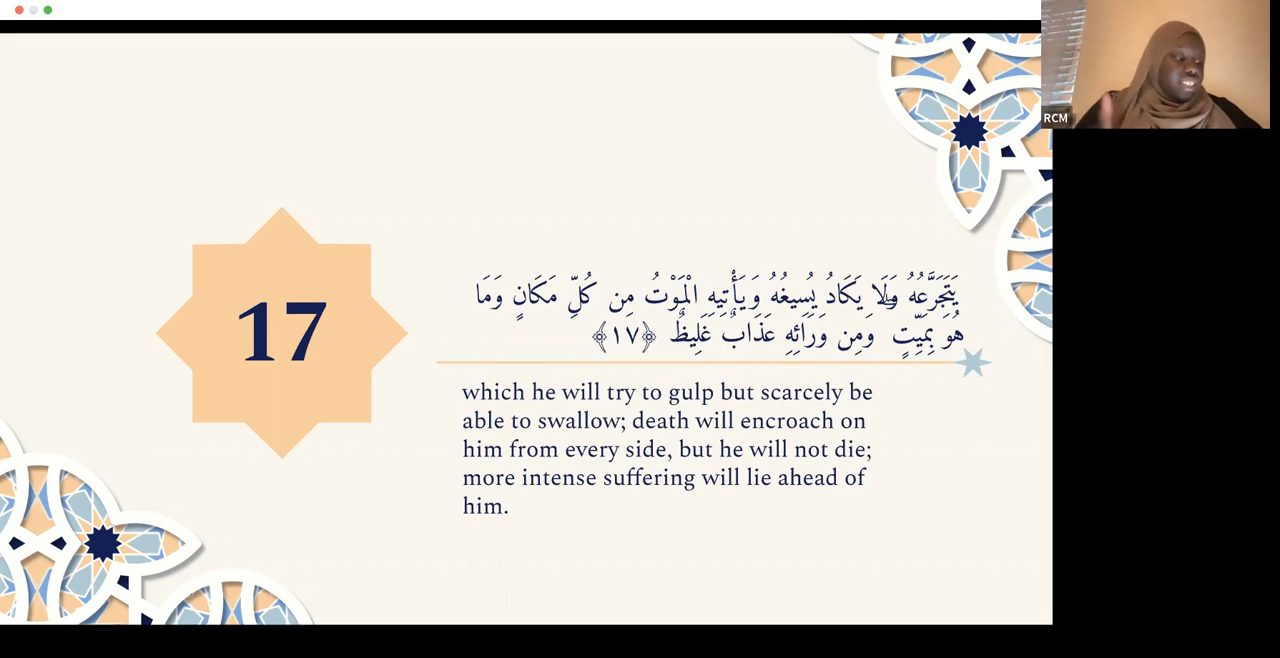 RCM
17
يَتَجَرَّعُهُ وَلَا يَكَادُ يُسِيغُهُ وَيَأْتِيهِ الْمَوْتُ مِن كُلِّ مَكَانٍ وَمَا
هُوَ بِمَيِّتٍ ۖ وَمِن وَرَائِهِ عَذَابٌ غَلِيظٌ ﴿١٧﴾
which he will try to gulp but scarcely be
able to swallow; death will encroach on
him from every side, but he will not die;
more intense suffering will lie ahead of
him.